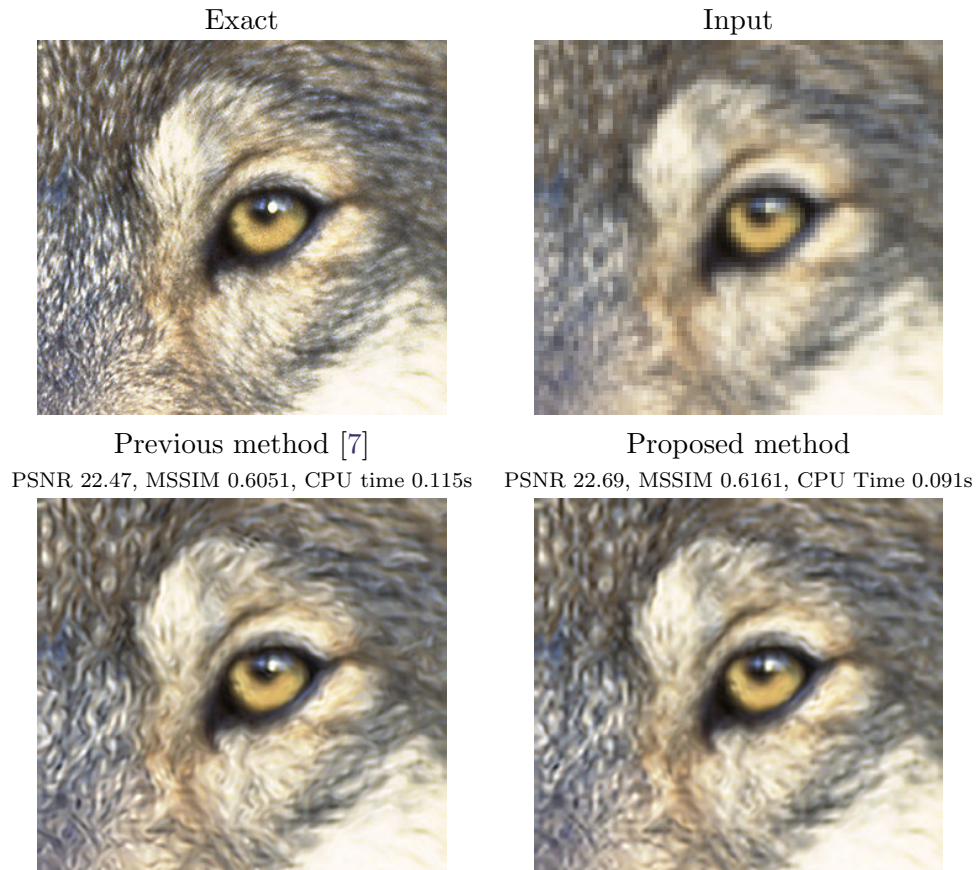 Exact
Input
Previous method [7]
Proposed method
PSNR 22.47, MSSIM 0.6051, CPU time 0.115s
PSNR 22.69, MSSIM 0.6161, CPU Time 0.091s